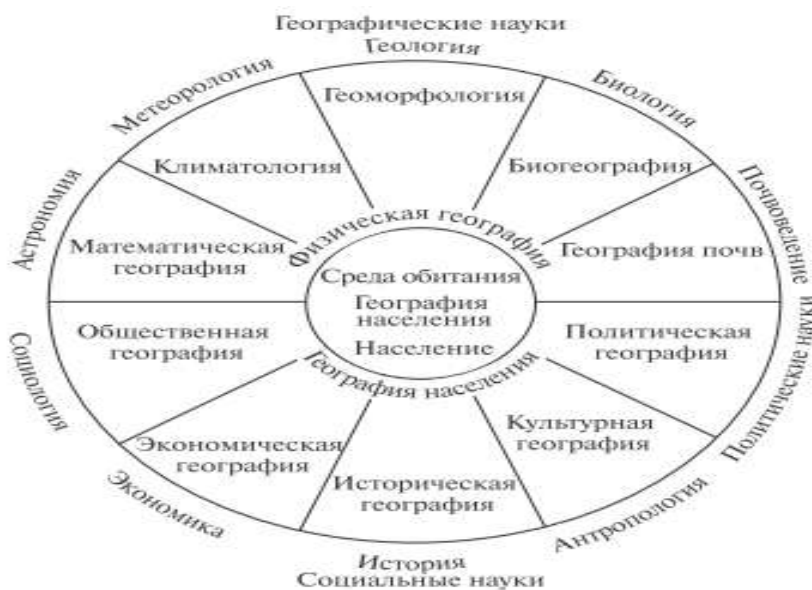 Географические науки
Геология
Метеорология
Биология
Геоморфология
Климатология
Биогеография
Астрономия
Почвоведение
Физическая география
Математическая
география
География почв
Среда обитания
География
населения
Население
Общественная
география
Политическая
география
География населения
Социология
Политические науки
Экономическая
география
Культурная
география
Историческая
география
Экономика
Антропология
История
Социальные науки